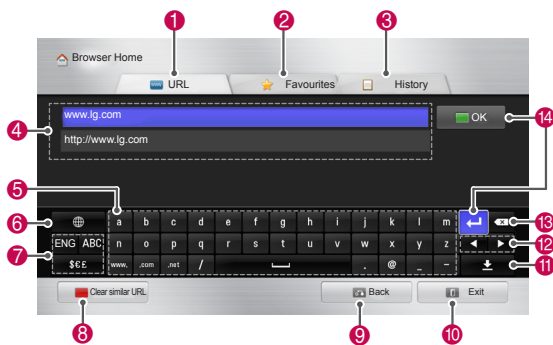 1 2 3
Browser Home
URL Favourites History
4 www.lg.com OK 14
http://www.lg.com
5
6 a b c d e f g h i j k l m 13
7 ENG ABC n o p q r s t u v w x y z 12
$€£ www. .com .net / . @ _ - 11
Clear similar URL Back Exit
8 9 10